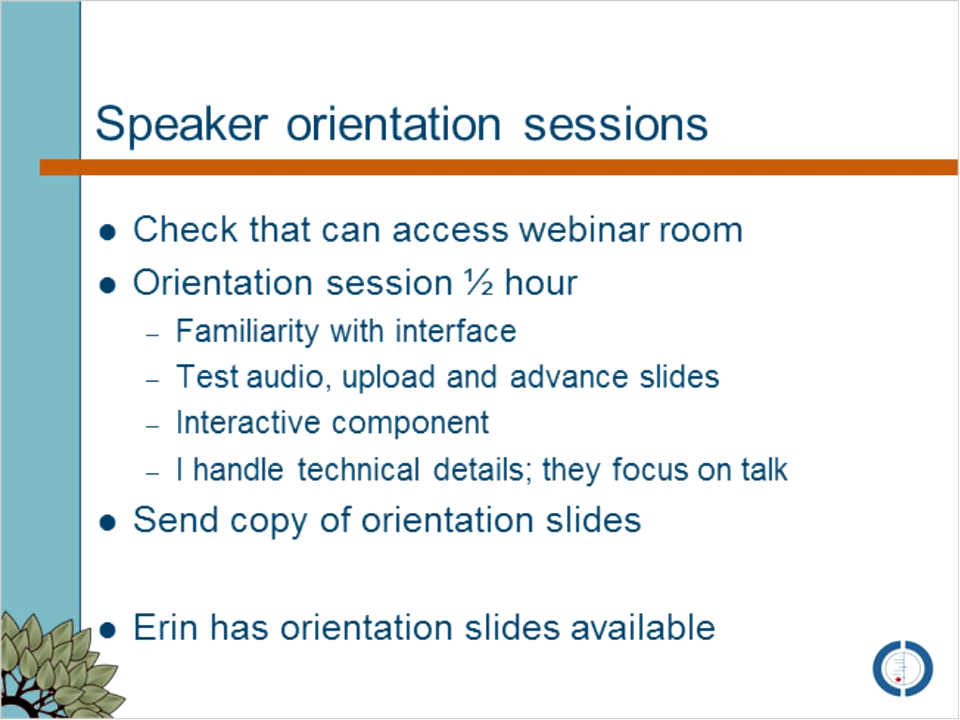 Speaker orientation sessions
● Check that can access webinar room
● Orientation session ½ hour
– Familiarity with interface
– Test audio, upload and advance slides
– Interactive component
– I handle technical details; they focus on talk
● Send copy of orientation slides
● Erin has orientation slides available